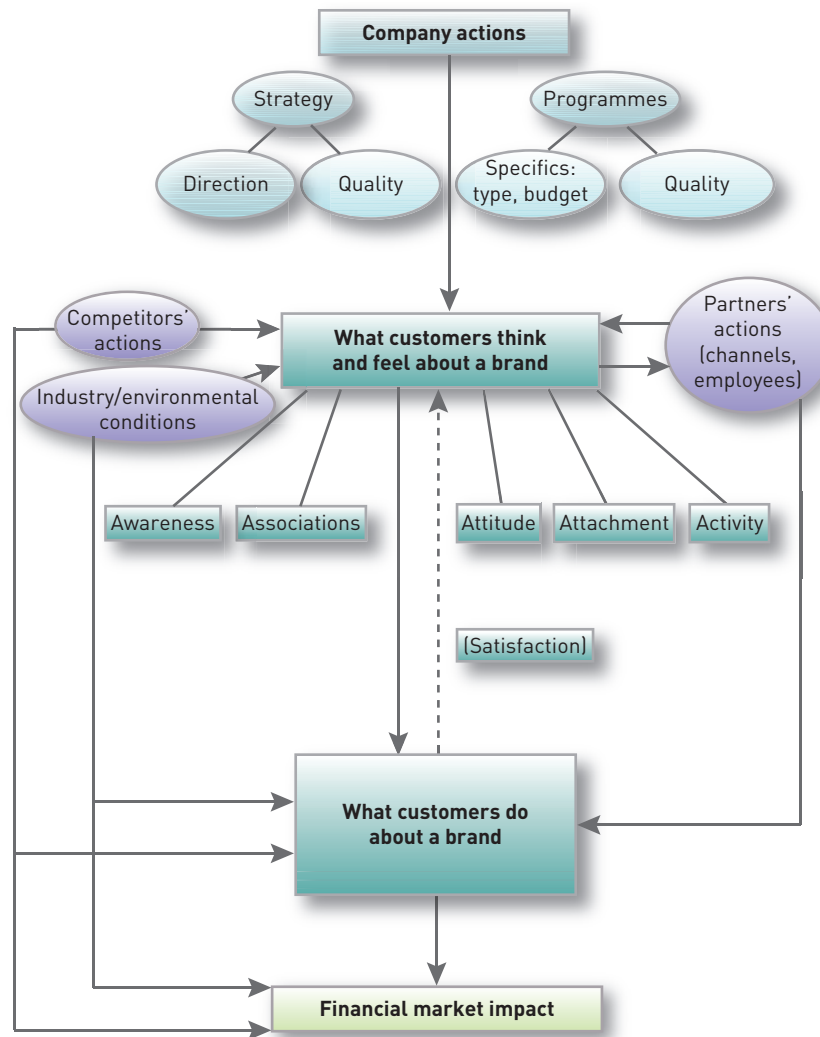 Company actions
Strategy
Programmes
Direction
Quality
Specifics:
type, budget
Quality
Competitors'
actions
What customers think
and feel about a brand
Partners'
actions
(channels,
employees)
Industry/environmental
conditions
Awareness
Associations
Attitude
Attachment
Activity
(Satisfaction)
What customers do
about a brand
Financial market impact